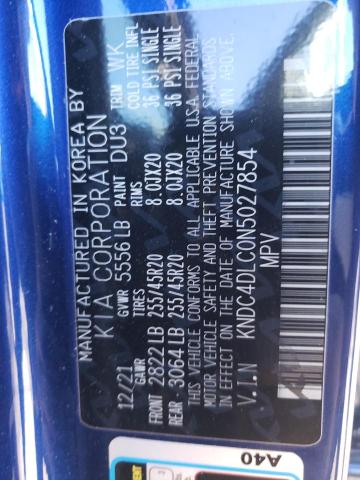 MANUFACTURED IN KOREA BY
KIA CORPORATION
12/21 GVWR 5556 LB PAINT DU3 TRIM WK
GAWR TIRES RIMS COLD TIRE INFL
FRONT 2822 LB 255/45R20 8.0JX20 36 PSI SINGLE
REAR 3064 LB 255/45R20 8.0JX20 36 PSI SINGLE
THIS VEHICLE CONFORMS TO ALL APPLICABLE U.S.A. FEDERAL
MOTOR VEHICLE SAFETY AND THEFT PREVENTION STANDARDS
IN EFFECT ON THE DATE OF MANUFACTURE SHOWN ABOVE.
V.I.N KNDC4DLC0N5027854
MPV
A40